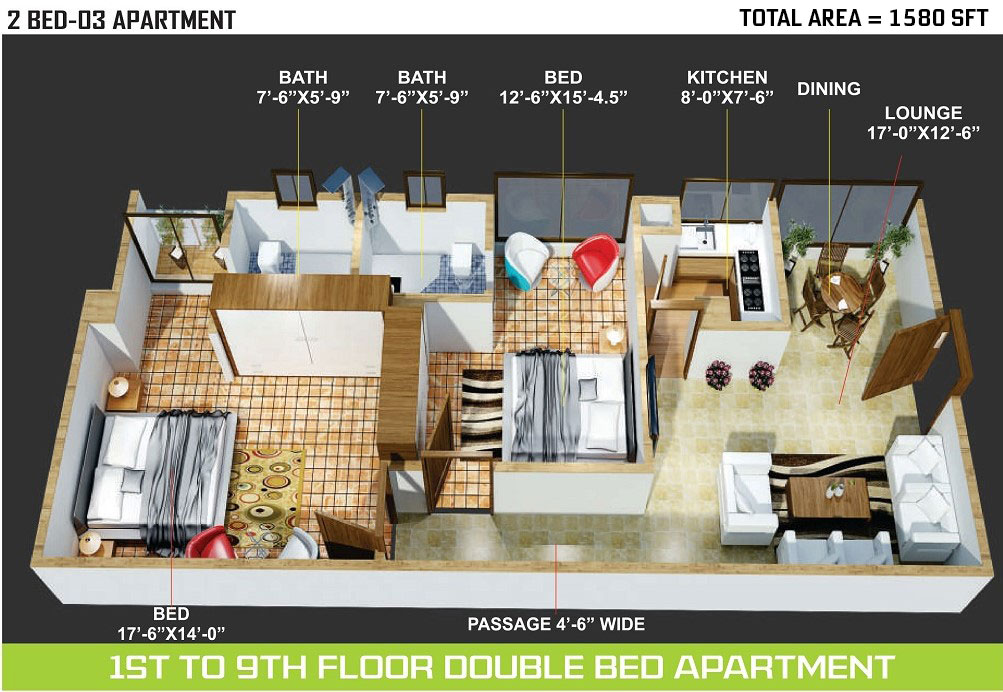 2 BED-03 APARTMENT
TOTAL AREA = 1580 SFT
BATH
7'-6"X5'-9"
BATH
7'-6"X5'-9"
BED
12'-6"X15'-4.5"
KITCHEN
8'-0"X7'-6"
DINING
LOUNGE
17'-0"X12'-6"
BED
17'-6"X14'-0"
PASSAGE 4'-6" WIDE
1ST TO 9TH FLOOR DOUBLE BED APARTMENT